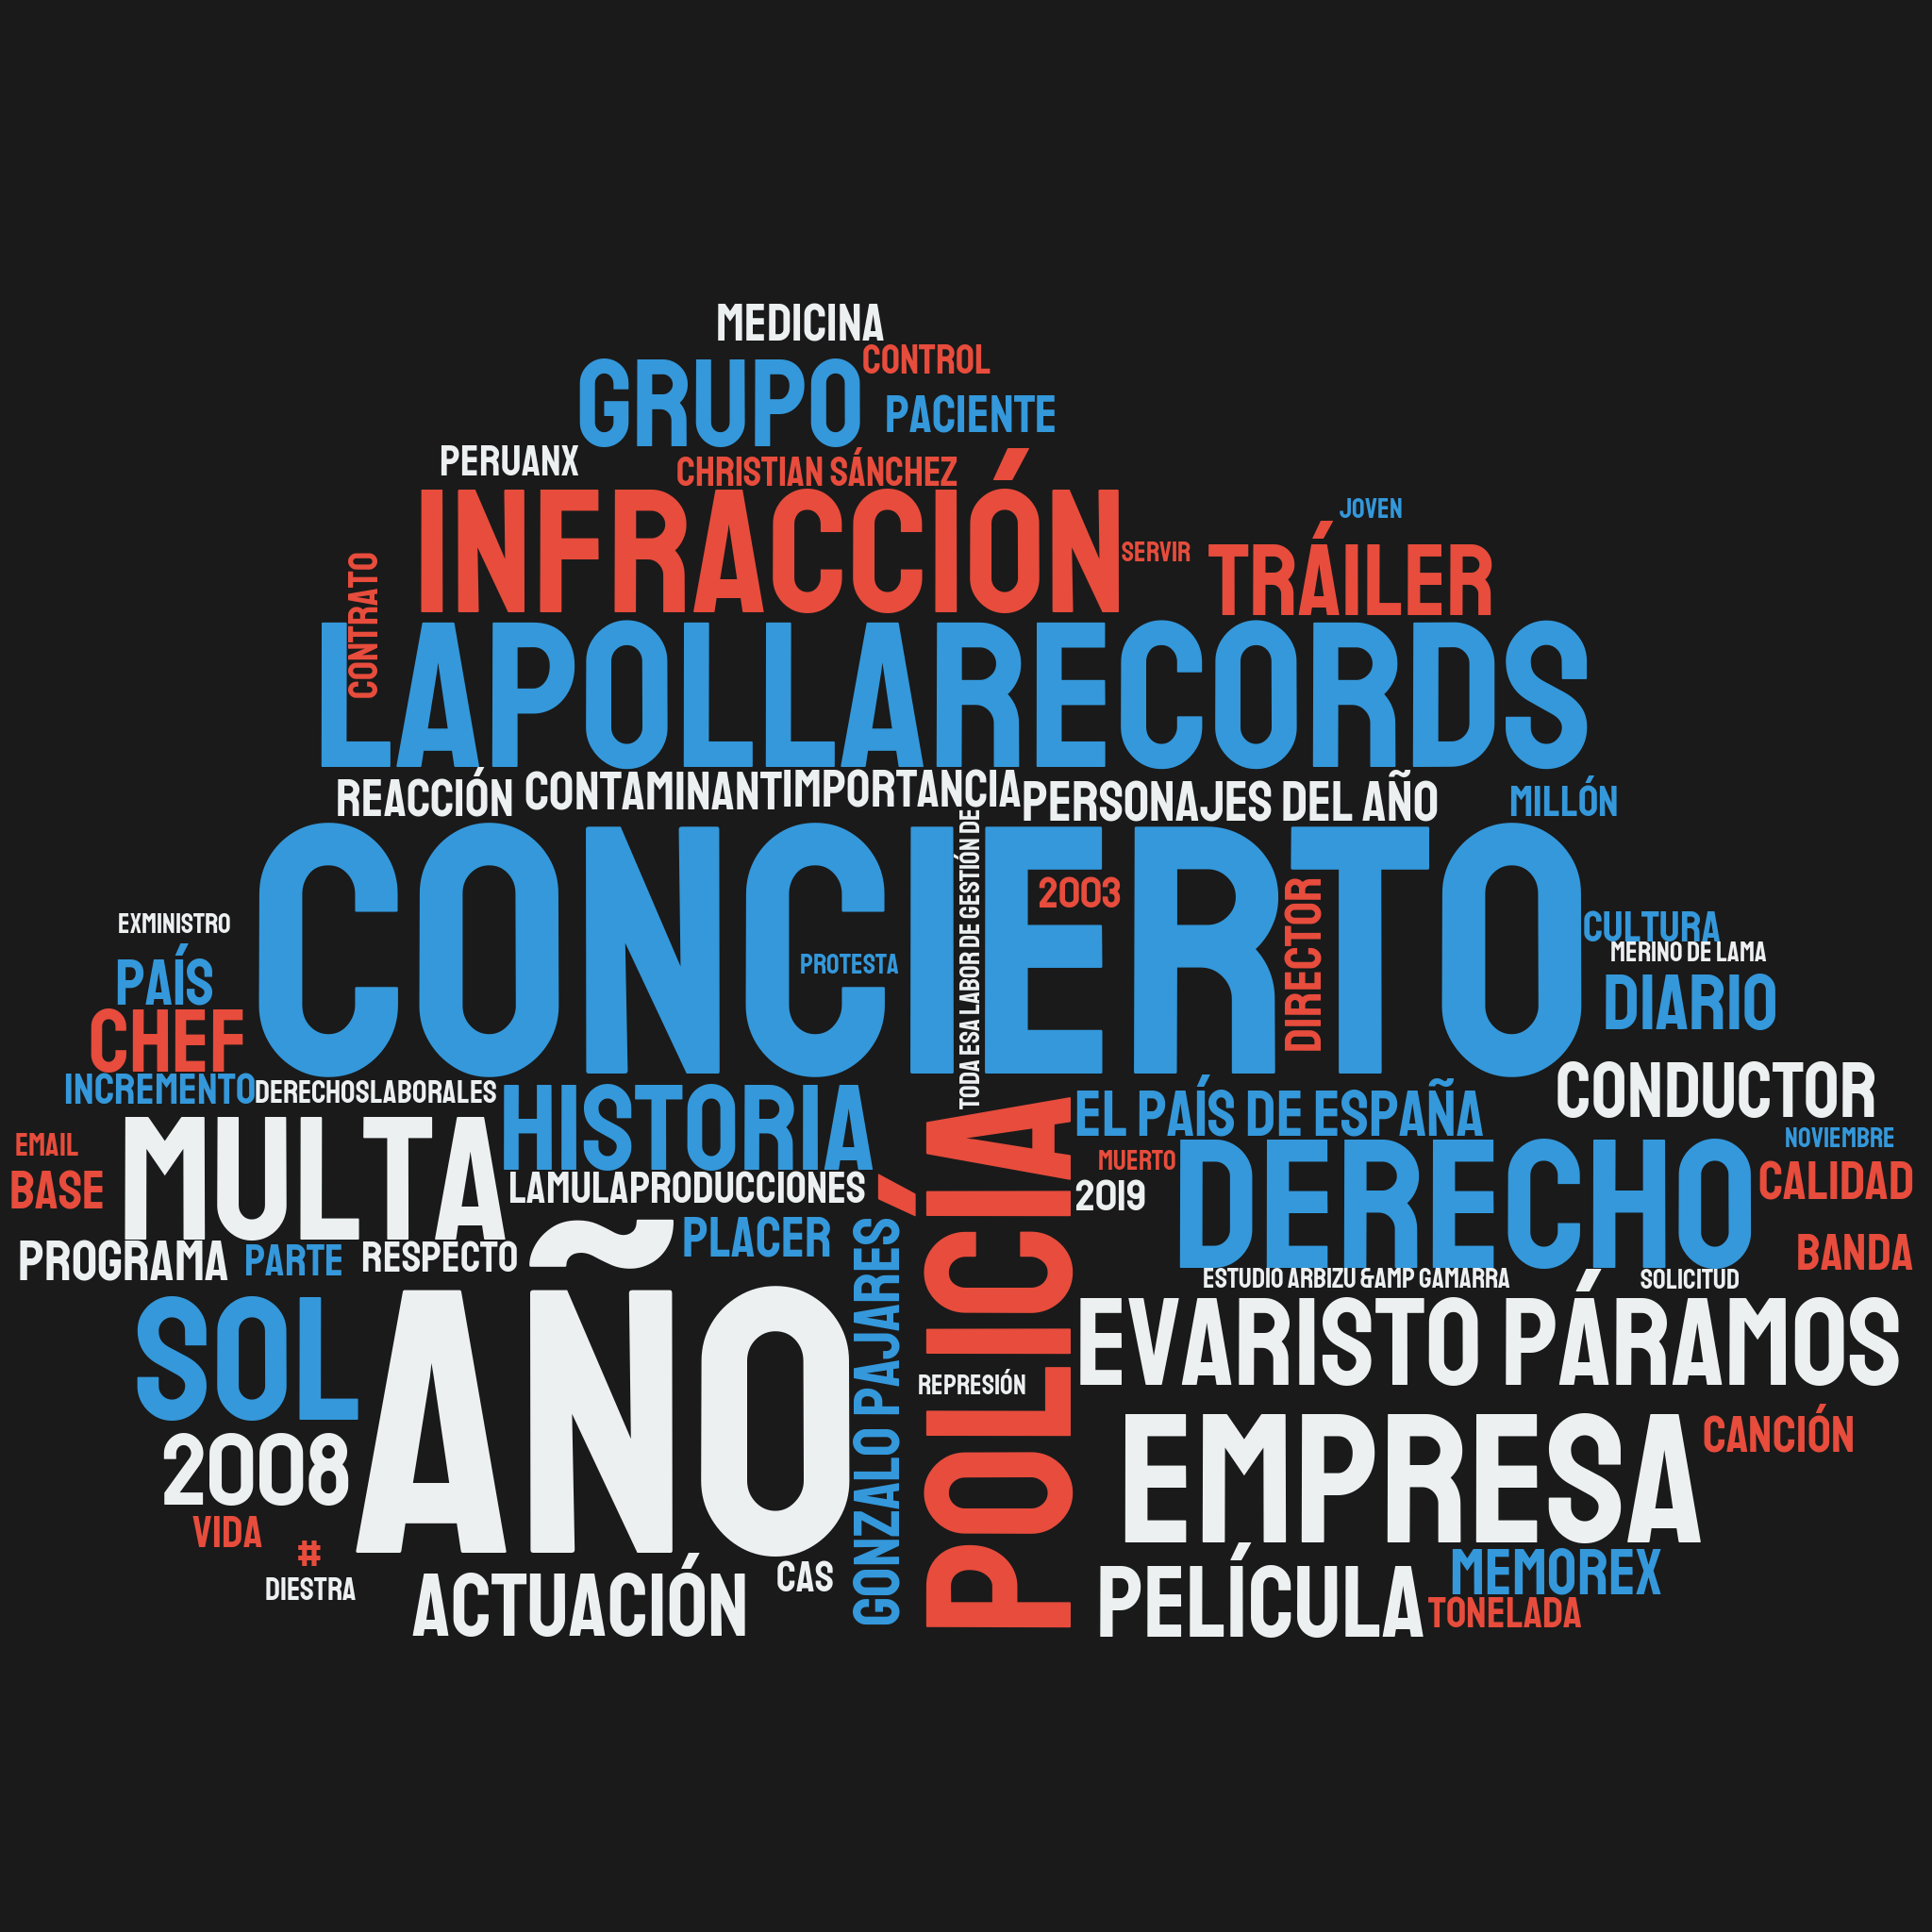 MEDICINA
CONTROL
GRUPO
PACIENTE
PERUANX
CHRISTIAN SÁNCHEZ
INFRACCIÓN
JOVEN
SERVIR
TRÁILER
CONTRATO
LAPOLLARECORDS
REACCIÓN
CONTAMINANT
IMPORTANCIA
PERSONAJES DEL AÑO
MILLÓN
CONCIERTO
TODA ESA LABOR DE GESTIÓN DE
2003
DIRECTOR
PROTESTA
EXMINISTRO
CULTURA
MERINO DE LAMA
PAÍS
DIARIO
CHEF
INCREMENTO
DERECHOSLABORALES
HISTORIA
EL PAÍS DE ESPAÑA
CONDUCTOR
EMAIL
MULTA
NOVIEMBRE
BASE
LAMULAPRODUCCIONES
MUERTO
2019
DERECHO
CALIDAD
PROGRAMA
PARTE
RESPECTO
PLACER
BANDA
ESTUDIO ARBIZU &AMP GAMARRA
SOLICITUD
SOL
AÑO
GONZALO PAJARES
POLICÍA
REPRESIÓN
EVARISTO PÁRAMOS
2008
EMPRESA
CANCIÓN
VIDA
#
DIESTRA
ACTUACIÓN
CAS
PELÍCULA
MEMOREX
TONELADA